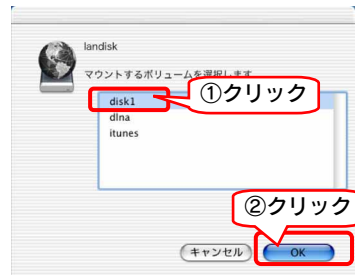 landisk
マウントするボリュームを選択します
disk1
①クリック
dlna
itunes
②クリック
キャンセル
OK